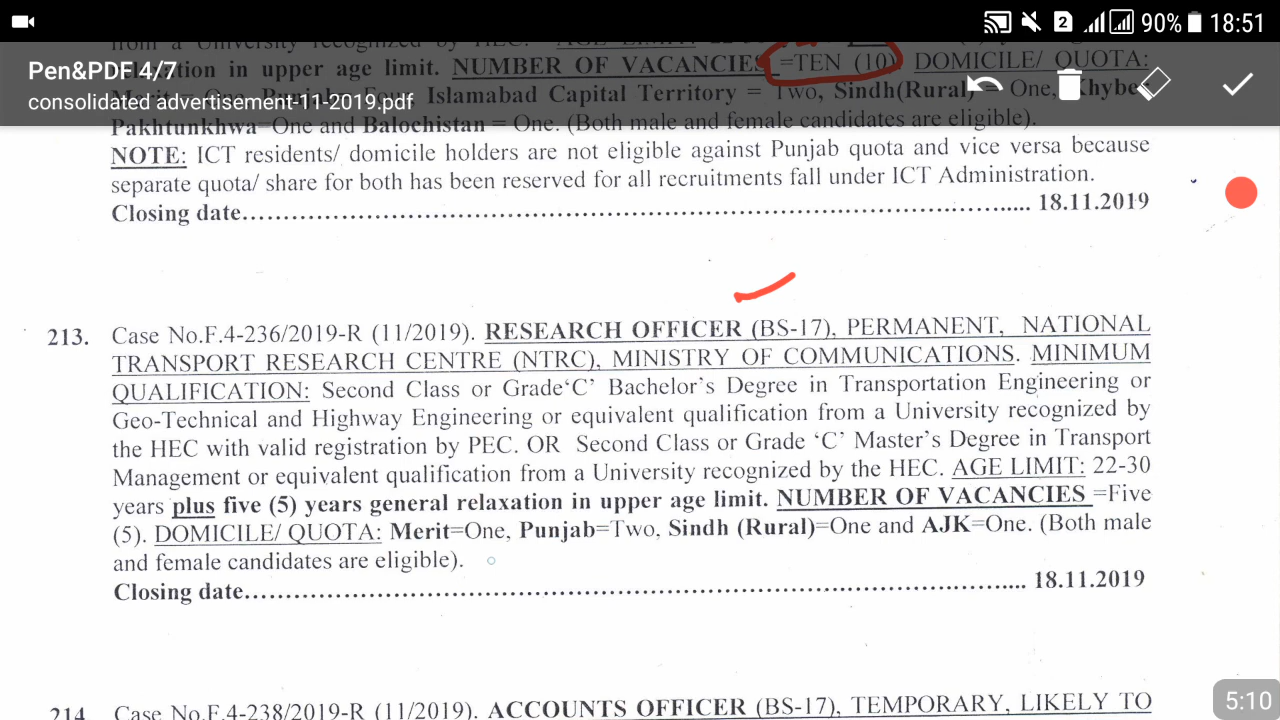 2 90% 18:51
from a University recognized by HEC. AGE LIMIT: 22
Pen&PDF 4/7
in upper age limit. NUMBER OF VACANCIES =TEN (10) DOMICILE/ QUOTA:
consolidated advertisement-11-2019.pdf
Islamabad Capital Territory = Two, Sindh(Rural) = One, Khyber
Pakhtunkhwa=One and Balochistan = One. (Both male and female candidates are eligible).
NOTE: ICT residents/ domicile holders are not eligible against Punjab quota and vice versa because
separate quota/ share for both has been reserved for all recruitments fall under ICT Administration.
Closing date........................................................................................................ 18.11.2019
213. Case No.F.4-236/2019-R (11/2019). RESEARCH OFFICER (BS-17), PERMANENT, NATIONAL
TRANSPORT RESEARCH CENTRE (NTRC), MINISTRY OF COMMUNICATIONS. MINIMUM
QUALIFICATION: Second Class or Grade‘C’ Bachelor’s Degree in Transportation Engineering or
Geo-Technical and Highway Engineering or equivalent qualification from a University recognized by
the HEC with valid registration by PEC. OR Second Class or Grade ‘C’ Master’s Degree in Transport
Management or equivalent qualification from a University recognized by the HEC. AGE LIMIT: 22-30
years plus five (5) years general relaxation in upper age limit. NUMBER OF VACANCIES =Five
(5). DOMICILE/ QUOTA: Merit=One, Punjab=Two, Sindh (Rural)=One and AJK=One. (Both male
and female candidates are eligible).
Closing date........................................................................................................ 18.11.2019
214. Case No.F.4-238/2019-R (11/2019). ACCOUNTS OFFICER (BS-17), TEMPORARY, LIKELY TO
5:10